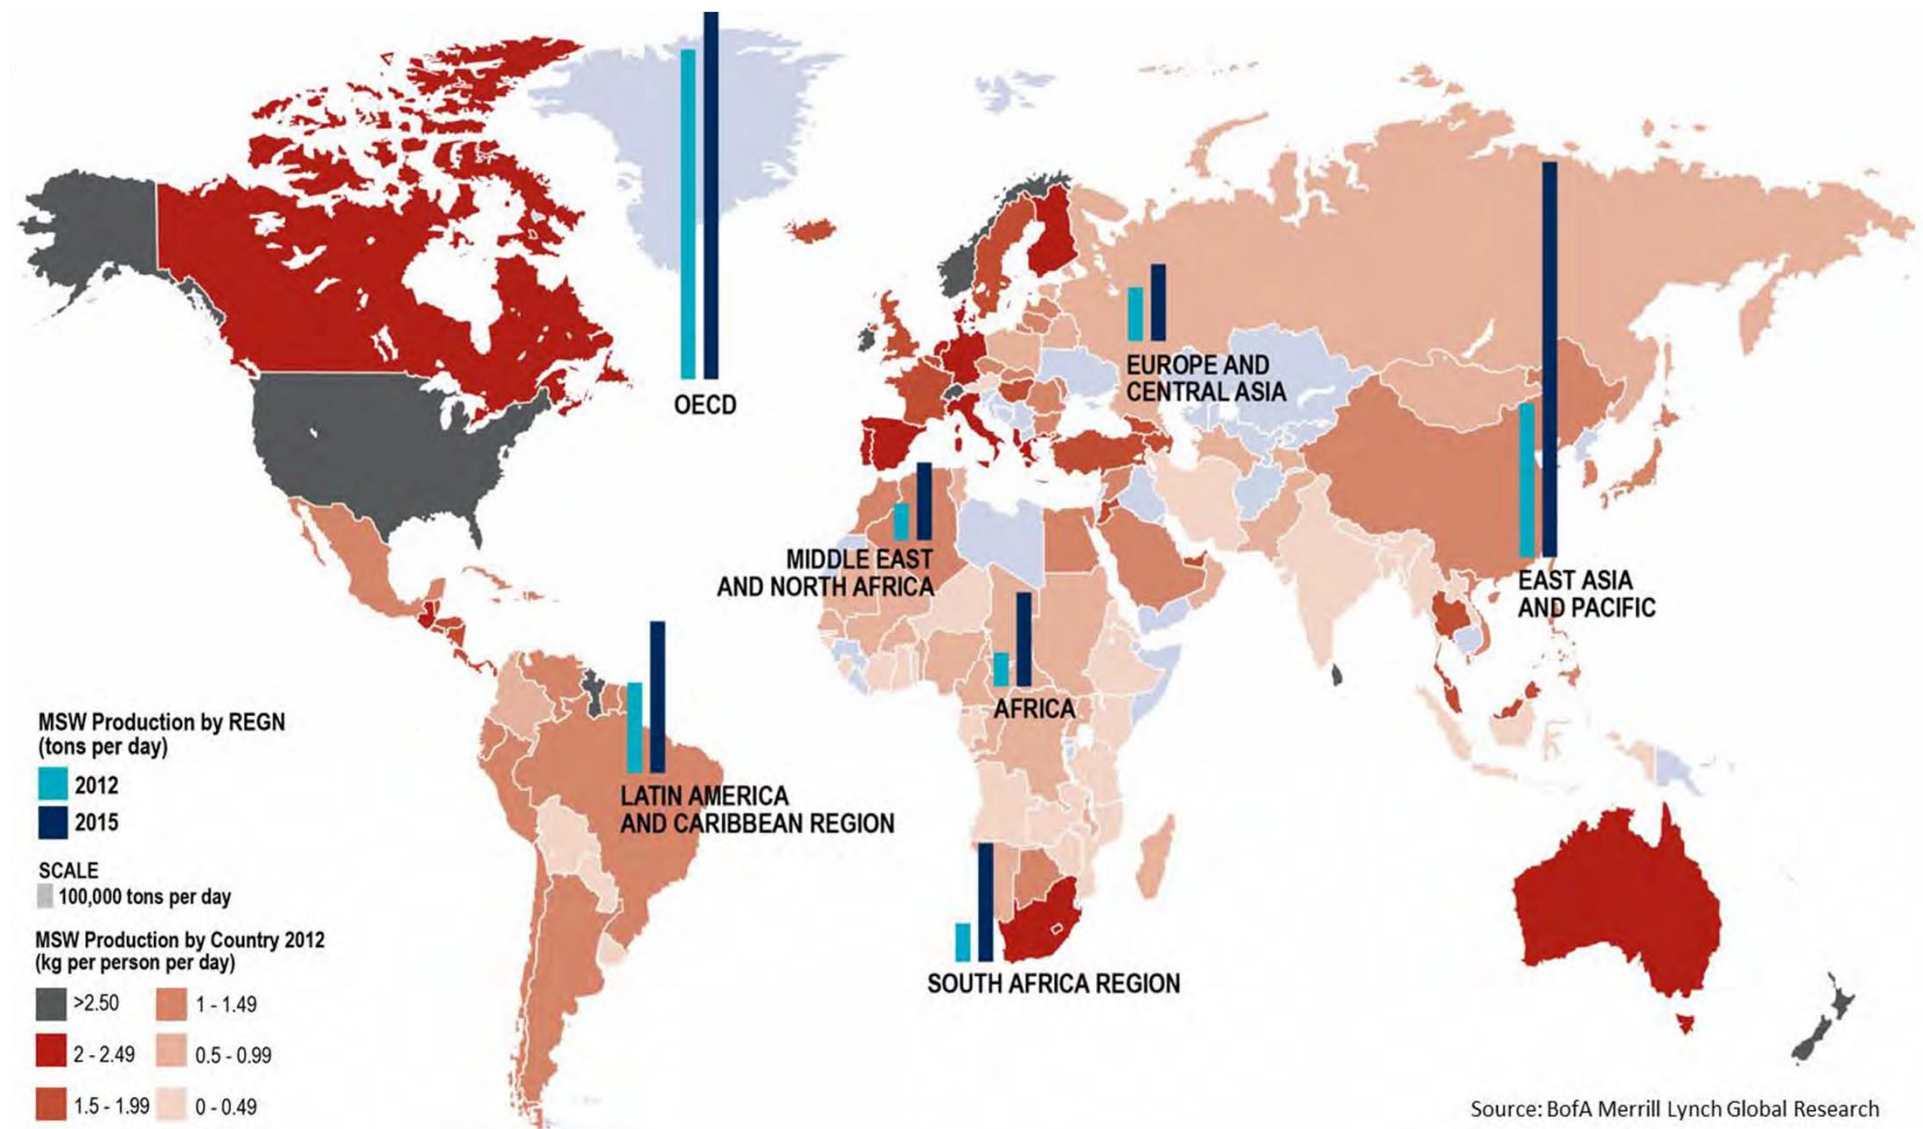 OECD
EUROPE AND
CENTRAL ASIA
MIDDLE EAST
AND NORTH AFRICA
EAST ASIA
AND PACIFIC
AFRICA
LATIN AMERICA
AND CARIBBEAN REGION
SOUTH AFRICA REGION
MSW Production by REGN
(tons per day)
2012
2015
SCALE
100,000 tons per day
MSW Production by Country 2012
(kg per person per day)
>2.50
1 - 1.49
2 - 2.49
0.5 - 0.99
1.5 - 1.99
0 - 0.49
Source: BofA Merrill Lynch Global Research